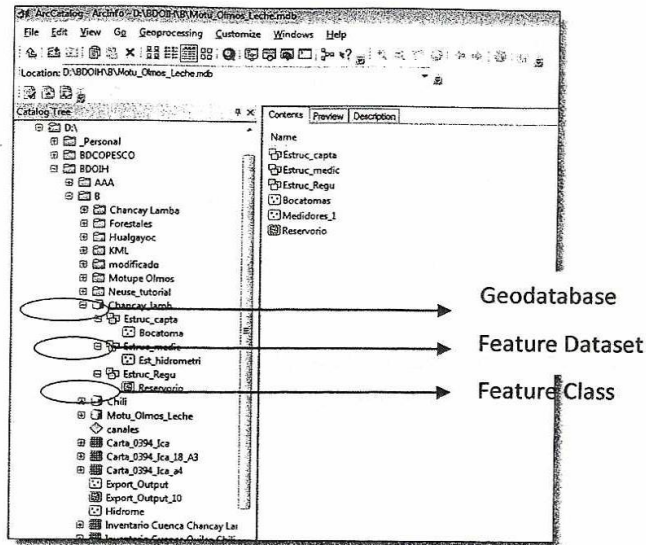 ArcCatalog - ArcInfo - D:\BDOIH\B\Motu_Olmos_Leche.mdb
File Edit View Go Geoprocessing Customize Windows Help
Location: D:\BDOIH\B\Motu_Olmos_Leche.mdb
Catalog Tree
D:\
_Personal
BDCOPESCO
BDOIH
AAA
B
Chancay Lamba
Forestales
Hualgayoc
KML
modificado
Motupe Olmos
Neuse_tutorial
Chancay_lamb
Estruc_capta
Bocatoma
Estruc_medic
Est_hidrometri
Estruc_Regu
Reservorio
Chili
Motu_Olmos_Leche
canales
Carta_0394_Ica
Carta_0394_Ica_18_A3
Carta_0394_Ica_a4
Export_Output
Export_Output_10
Hidrome
Inventario Cuenca Chancay Lar
Contents Preview Description
Name
Estruc_capta
Estruc_medic
Estruc_Regu
Bocatomas
Medidores_1
Reservorio
Geodatabase
Feature Dataset
Feature Class